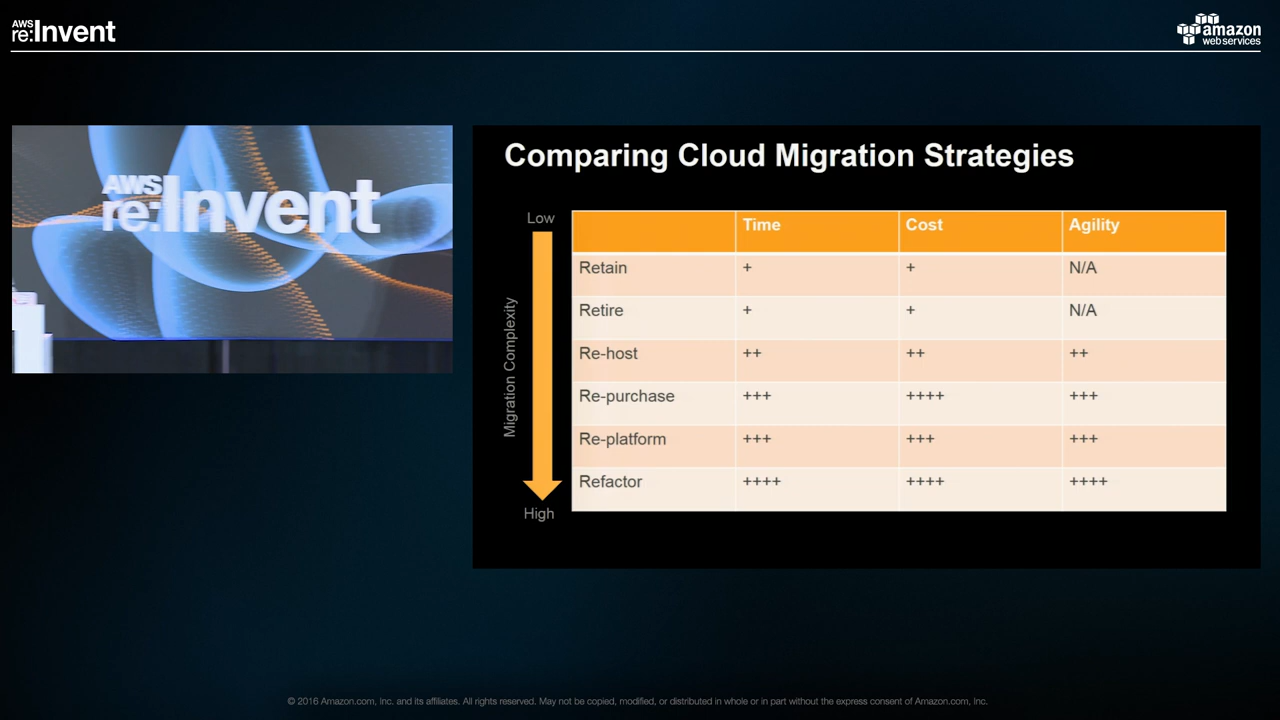 AWS
re:Invent
amazon
web services
AWS
re:Invent
Comparing Cloud Migration Strategies
Low
Migration Complexity
High
Time Cost Agility
Retain + + N/A
Retire + + N/A
Re-host ++ ++ ++
Re-purchase +++ ++++ +++
Re-platform +++ +++ +++
Refactor ++++ ++++ ++++
© 2016 Amazon.com, Inc. and its affiliates. All rights reserved. May not be copied, modified, or distributed in whole or in part without the express consent of Amazon.com, Inc.